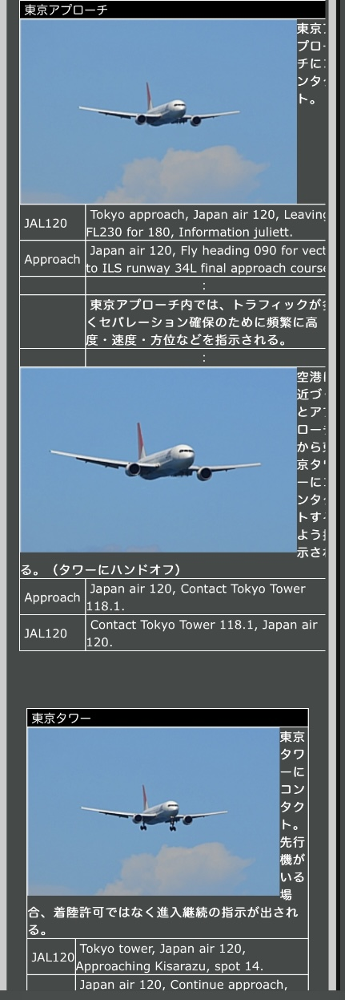 東京アプローチ
東京
プロー
チに
ンタ
ト。
JAL120
Tokyo approach, Japan air 120, Leaving
FL230 for 180, Information juliett.
Approach
Japan air 120, Fly heading 090 for vect
to ILS runway 34L final approach course
:
東京アプローチ内では、トラフィックが多
くセパレーション確保のために頻繁に高
度・速度・方位などを指示される。
:
空港に
近づ
とアプ
ローチ
から東
京タワ
ーに
ンタ
トする
よう指
示され
る。（タワーにハンドオフ）
Approach
Japan air 120, Contact Tokyo Tower
118.1.
JAL120
Contact Tokyo Tower 118.1, Japan air
120.
東京タワー
東京
タワ
ーに
コン
タク
ト。
先行
機が
いる
場
合、着陸許可ではなく進入継続の指示が出され
る。
JAL120
Tokyo tower, Japan air 120,
Approaching Kisarazu, spot 14.
Japan air 120, Continue approach,